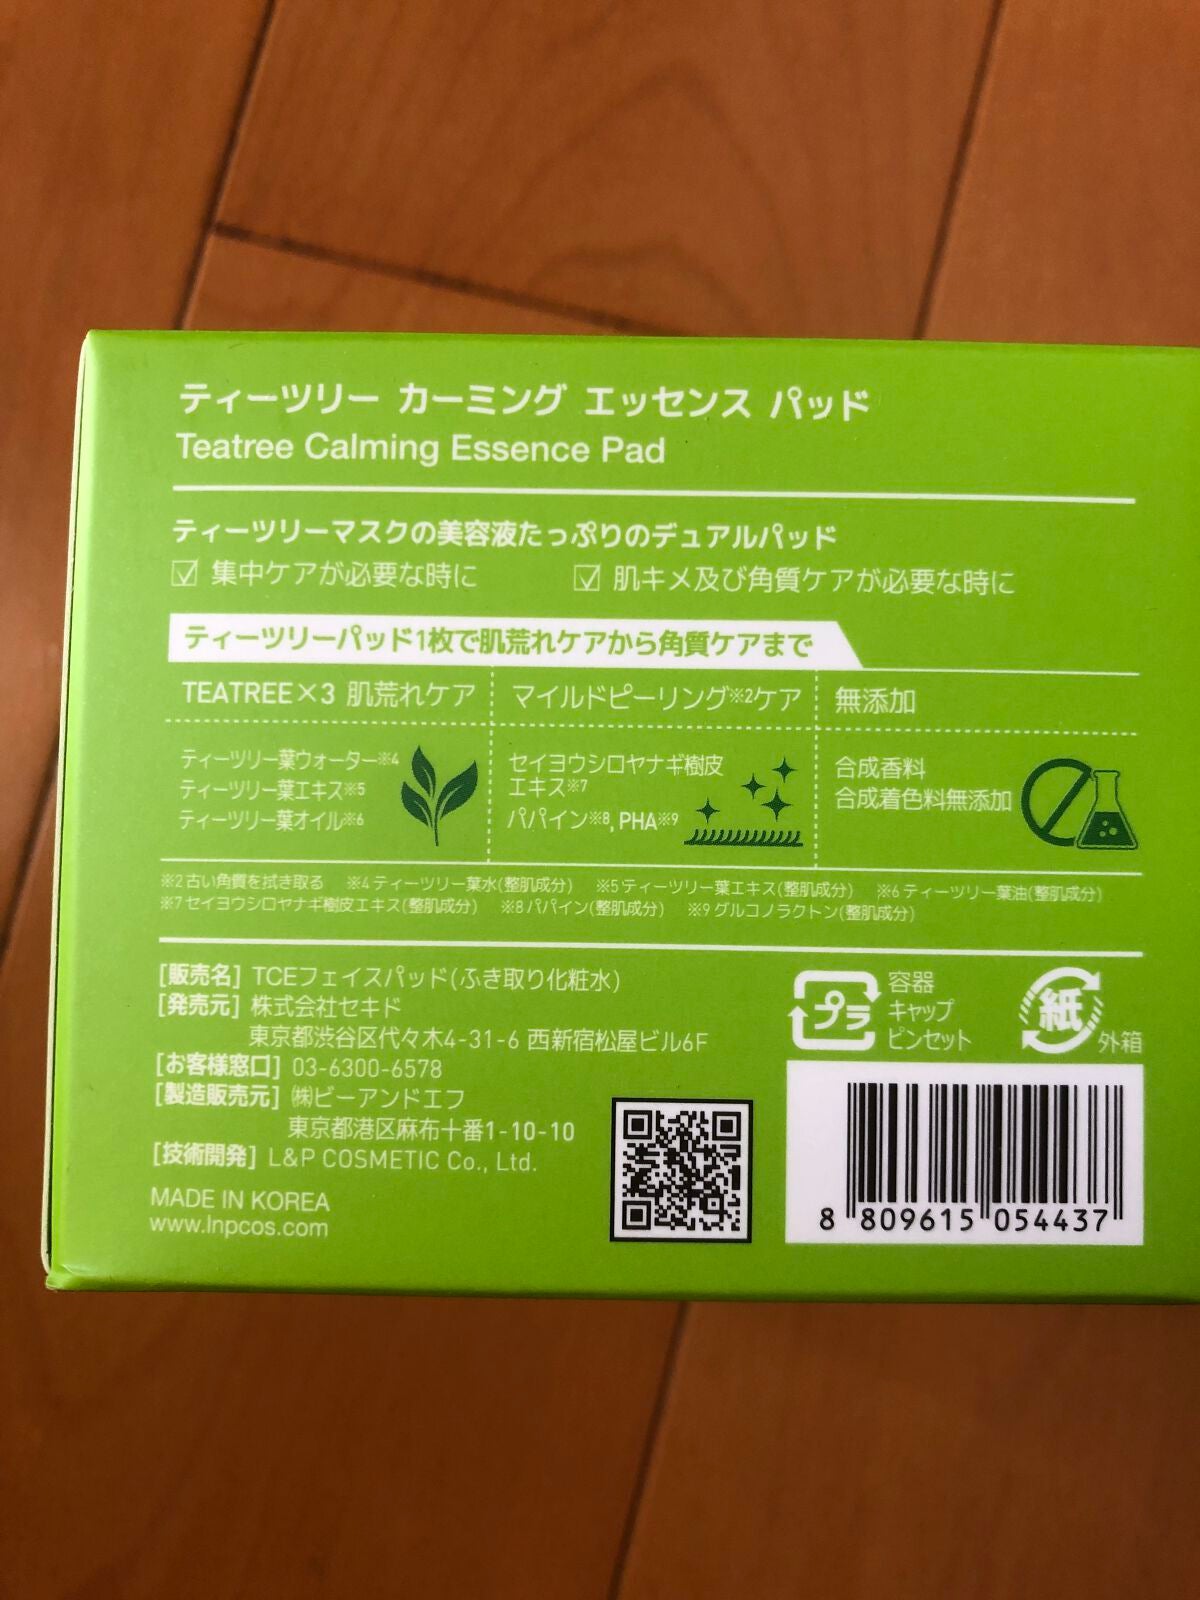 ティーツリー カーミング エッセンス パッド
Teatree Calming Essence Pad
ティーツリーマスクの美容液たっぷりのデュアルパッド
☑ 集中ケアが必要な時に ☑ 肌キメ及び角質ケアが必要な時に
ティーツリーパッド1枚で肌荒れケアから角質ケアまで
TEATREE×3 肌荒れケア
ティーツリー葉ウォーター※4
ティーツリー葉エキス※5
ティーツリー葉オイル※6
マイルドピーリング※2ケア
セイヨウシロヤナギ樹皮
エキス※7
パパイン※8, PHA※9
無添加
合成香料
合成着色料無添加
※2古い角質を拭き取る ※4ティーツリー葉水(整肌成分) ※5ティーツリー葉エキス(整肌成分) ※6ティーツリー葉油(整肌成分)
※7セイヨウシロヤナギ樹皮エキス(整肌成分) ※8パパイン(整肌成分) ※9グルコノラクトン(整肌成分)
[販売名] TCEフェイスパッド(ふき取り化粧水)
[発売元] 株式会社セキド
東京都渋谷区代々木4-31-6 西新宿松屋ビル6F
[お客様窓口] 03-6300-6578
[製造販売元] ㈱ビーアンドエフ
東京都港区麻布十番1-10-10
[技術開発] L&P COSMETIC Co., Ltd.
MADE IN KOREA
www.lnpcos.com
プラ
容器
キャップ
ピンセット
紙
外箱
8 809615 054437